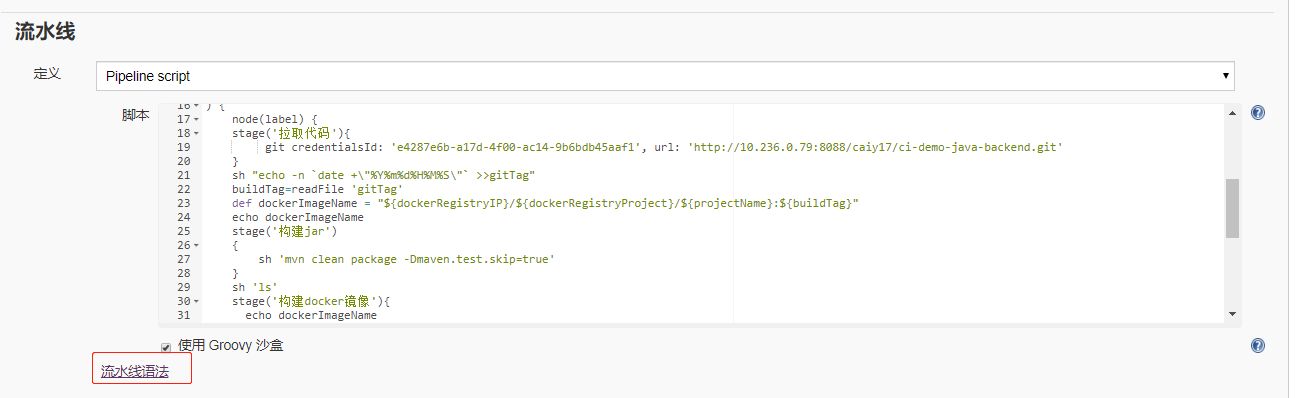 流水线
定义
Pipeline script
脚本
16 ) {
17 node(label) {
18 stage('拉取代码'){
19 git credentialsId: 'e4287e6b-a17d-4f00-ac14-9b6bdb45aaf1', url: 'http://10.236.0.79:8088/caiy17/ci-demo-java-backend.git'
20 }
21 sh "echo -n `date +\"%Y%m%d%H%M%S\"` >>gitTag"
22 buildTag=readFile 'gitTag'
23 def dockerImageName = "${dockerRegistryIP}/${dockerRegistryProject}/${projectName}:${buildTag}"
24 echo dockerImageName
25 stage('构建jar')
26 {
27 sh 'mvn clean package -Dmaven.test.skip=true'
28 }
29 sh 'ls'
30 stage('构建docker镜像'){
31 echo dockerImageName
使用 Groovy 沙盒
流水线语法